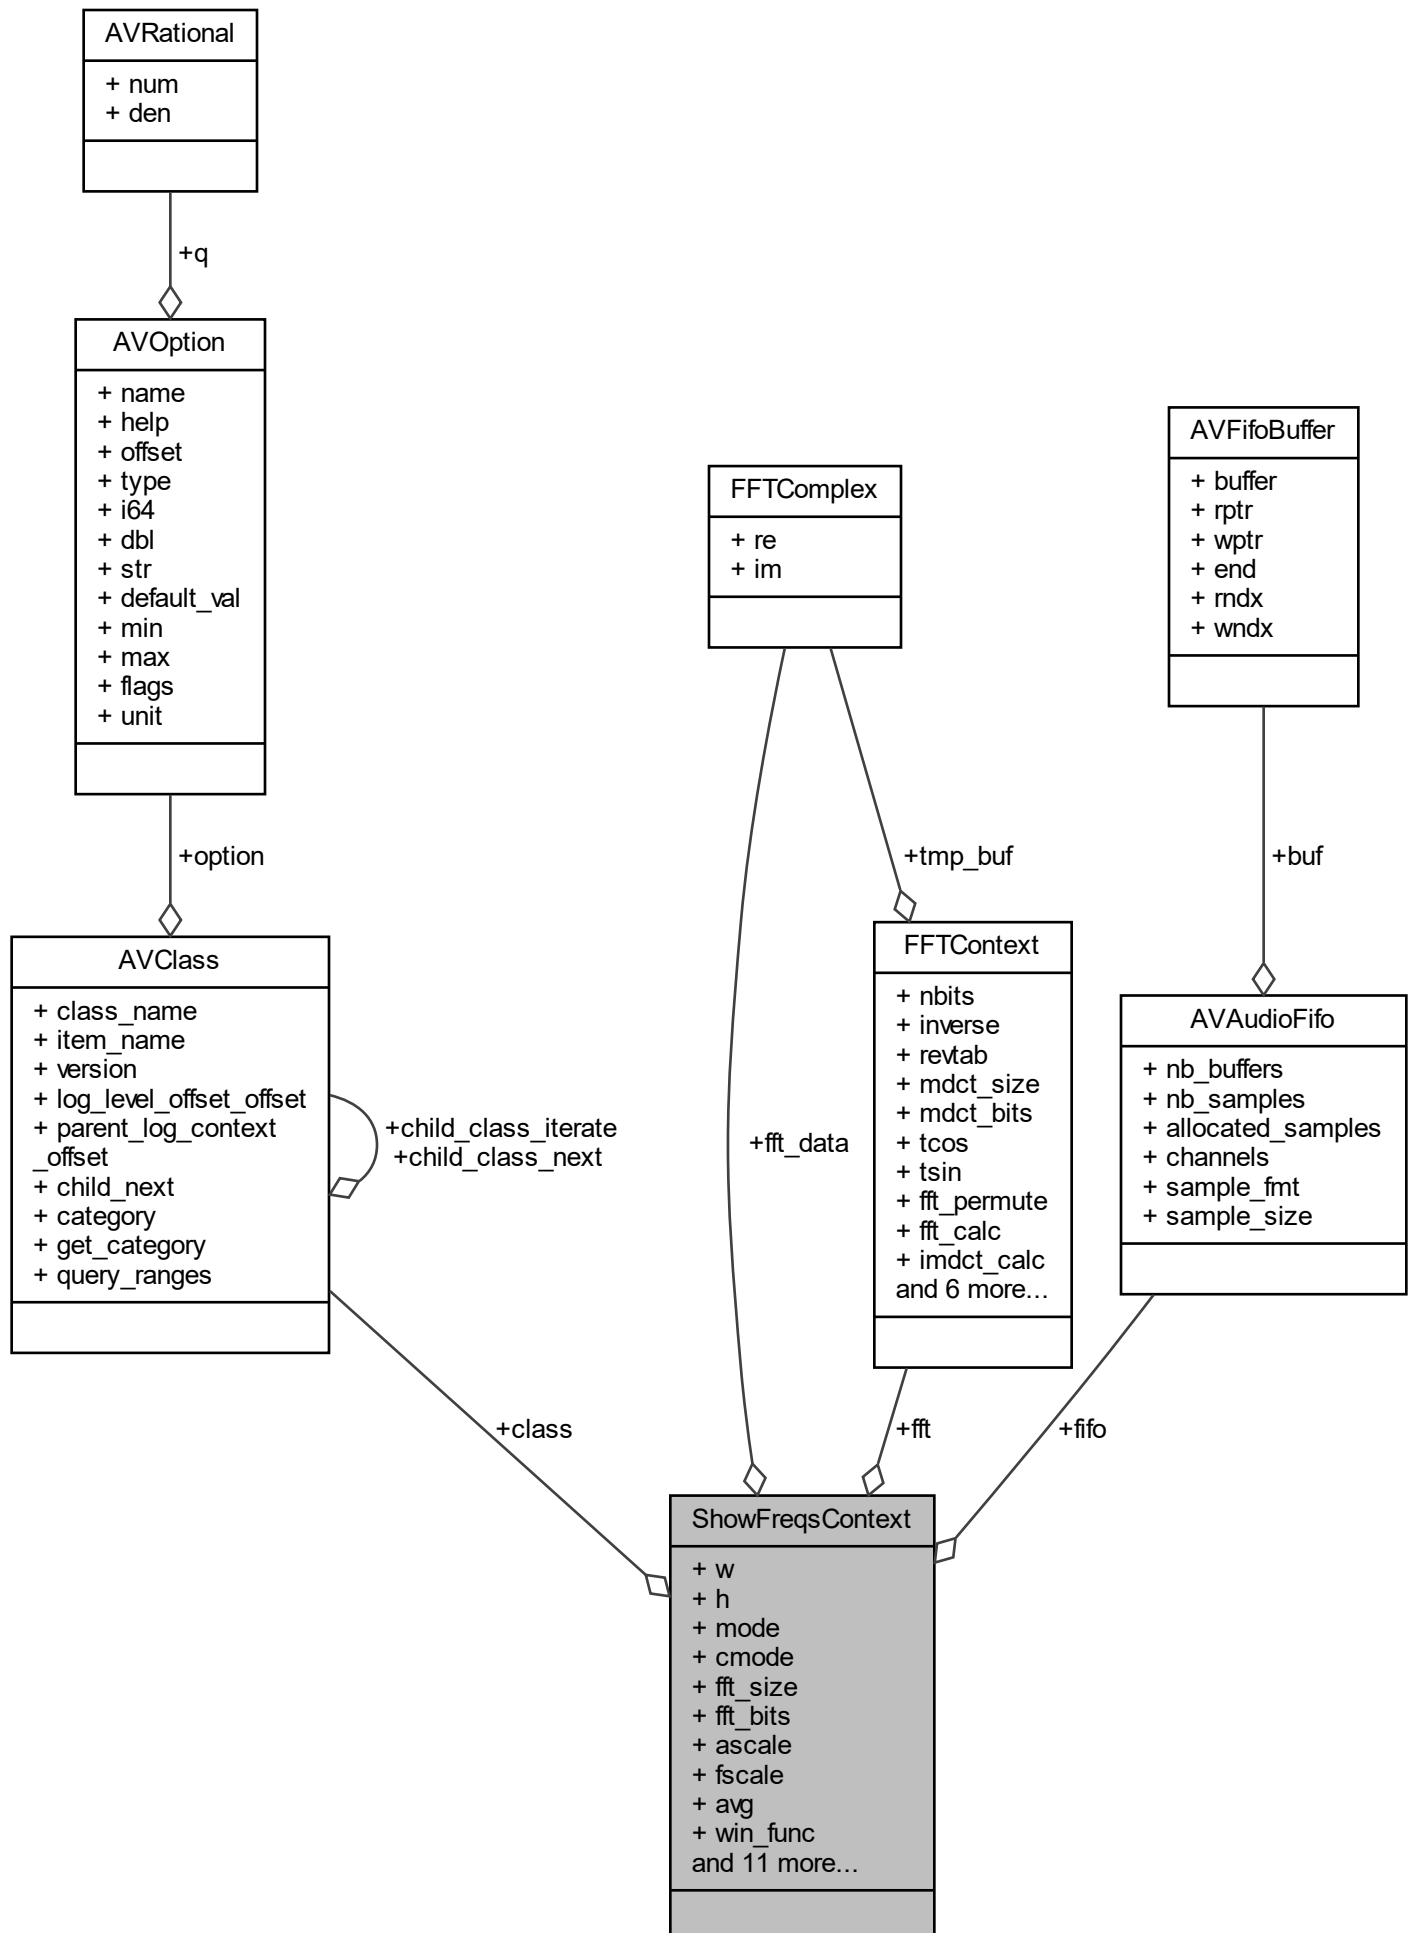 AVRational
+ num
+ den
+q
AVOption
+ name
+ help
+ offset
+ type
+ i64
+ dbl
+ str
+ default_val
+ min
+ max
+ flags
+ unit
+option
AVClass
+ class_name
+ item_name
+ version
+ log_level_offset_offset
+ parent_log_context
_offset
+ child_next
+ category
+ get_category
+ query_ranges
+child_class_iterate
+child_class_next
+class
FFTComplex
+ re
+ im
+fft_data
+tmp_buf
FFTContext
+ nbits
+ inverse
+ revtab
+ mdct_size
+ mdct_bits
+ tcos
+ tsin
+ fft_permute
+ fft_calc
+ imdct_calc
and 6 more...
+fft
AVFifoBuffer
+ buffer
+ rptr
+ wptr
+ end
+ rndx
+ wndx
+buf
AVAudioFifo
+ nb_buffers
+ nb_samples
+ allocated_samples
+ channels
+ sample_fmt
+ sample_size
+fifo
ShowFreqsContext
+ w
+ h
+ mode
+ cmode
+ fft_size
+ fft_bits
+ ascale
+ fscale
+ avg
+ win_func
and 11 more...